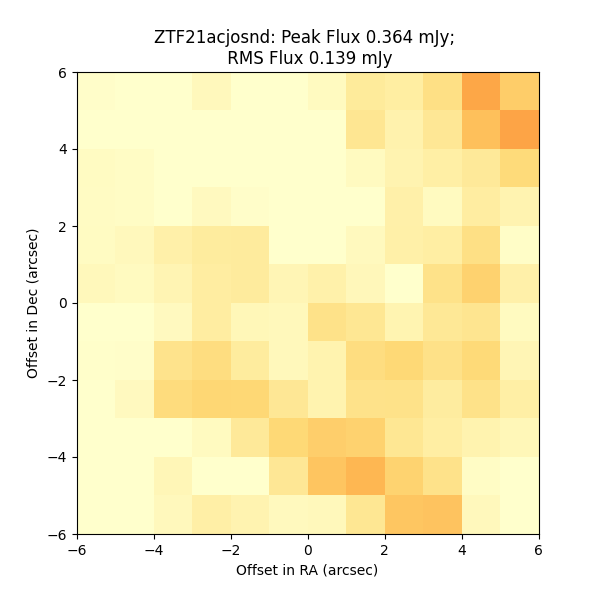 ZTF21acjosnd: Peak Flux 0.364 mJy;
RMS Flux 0.139 mJy
6
4
2
0
−2
−4
−6
Offset in Dec (arcsec)
−6 −4 −2 0 2 4 6
Offset in RA (arcsec)